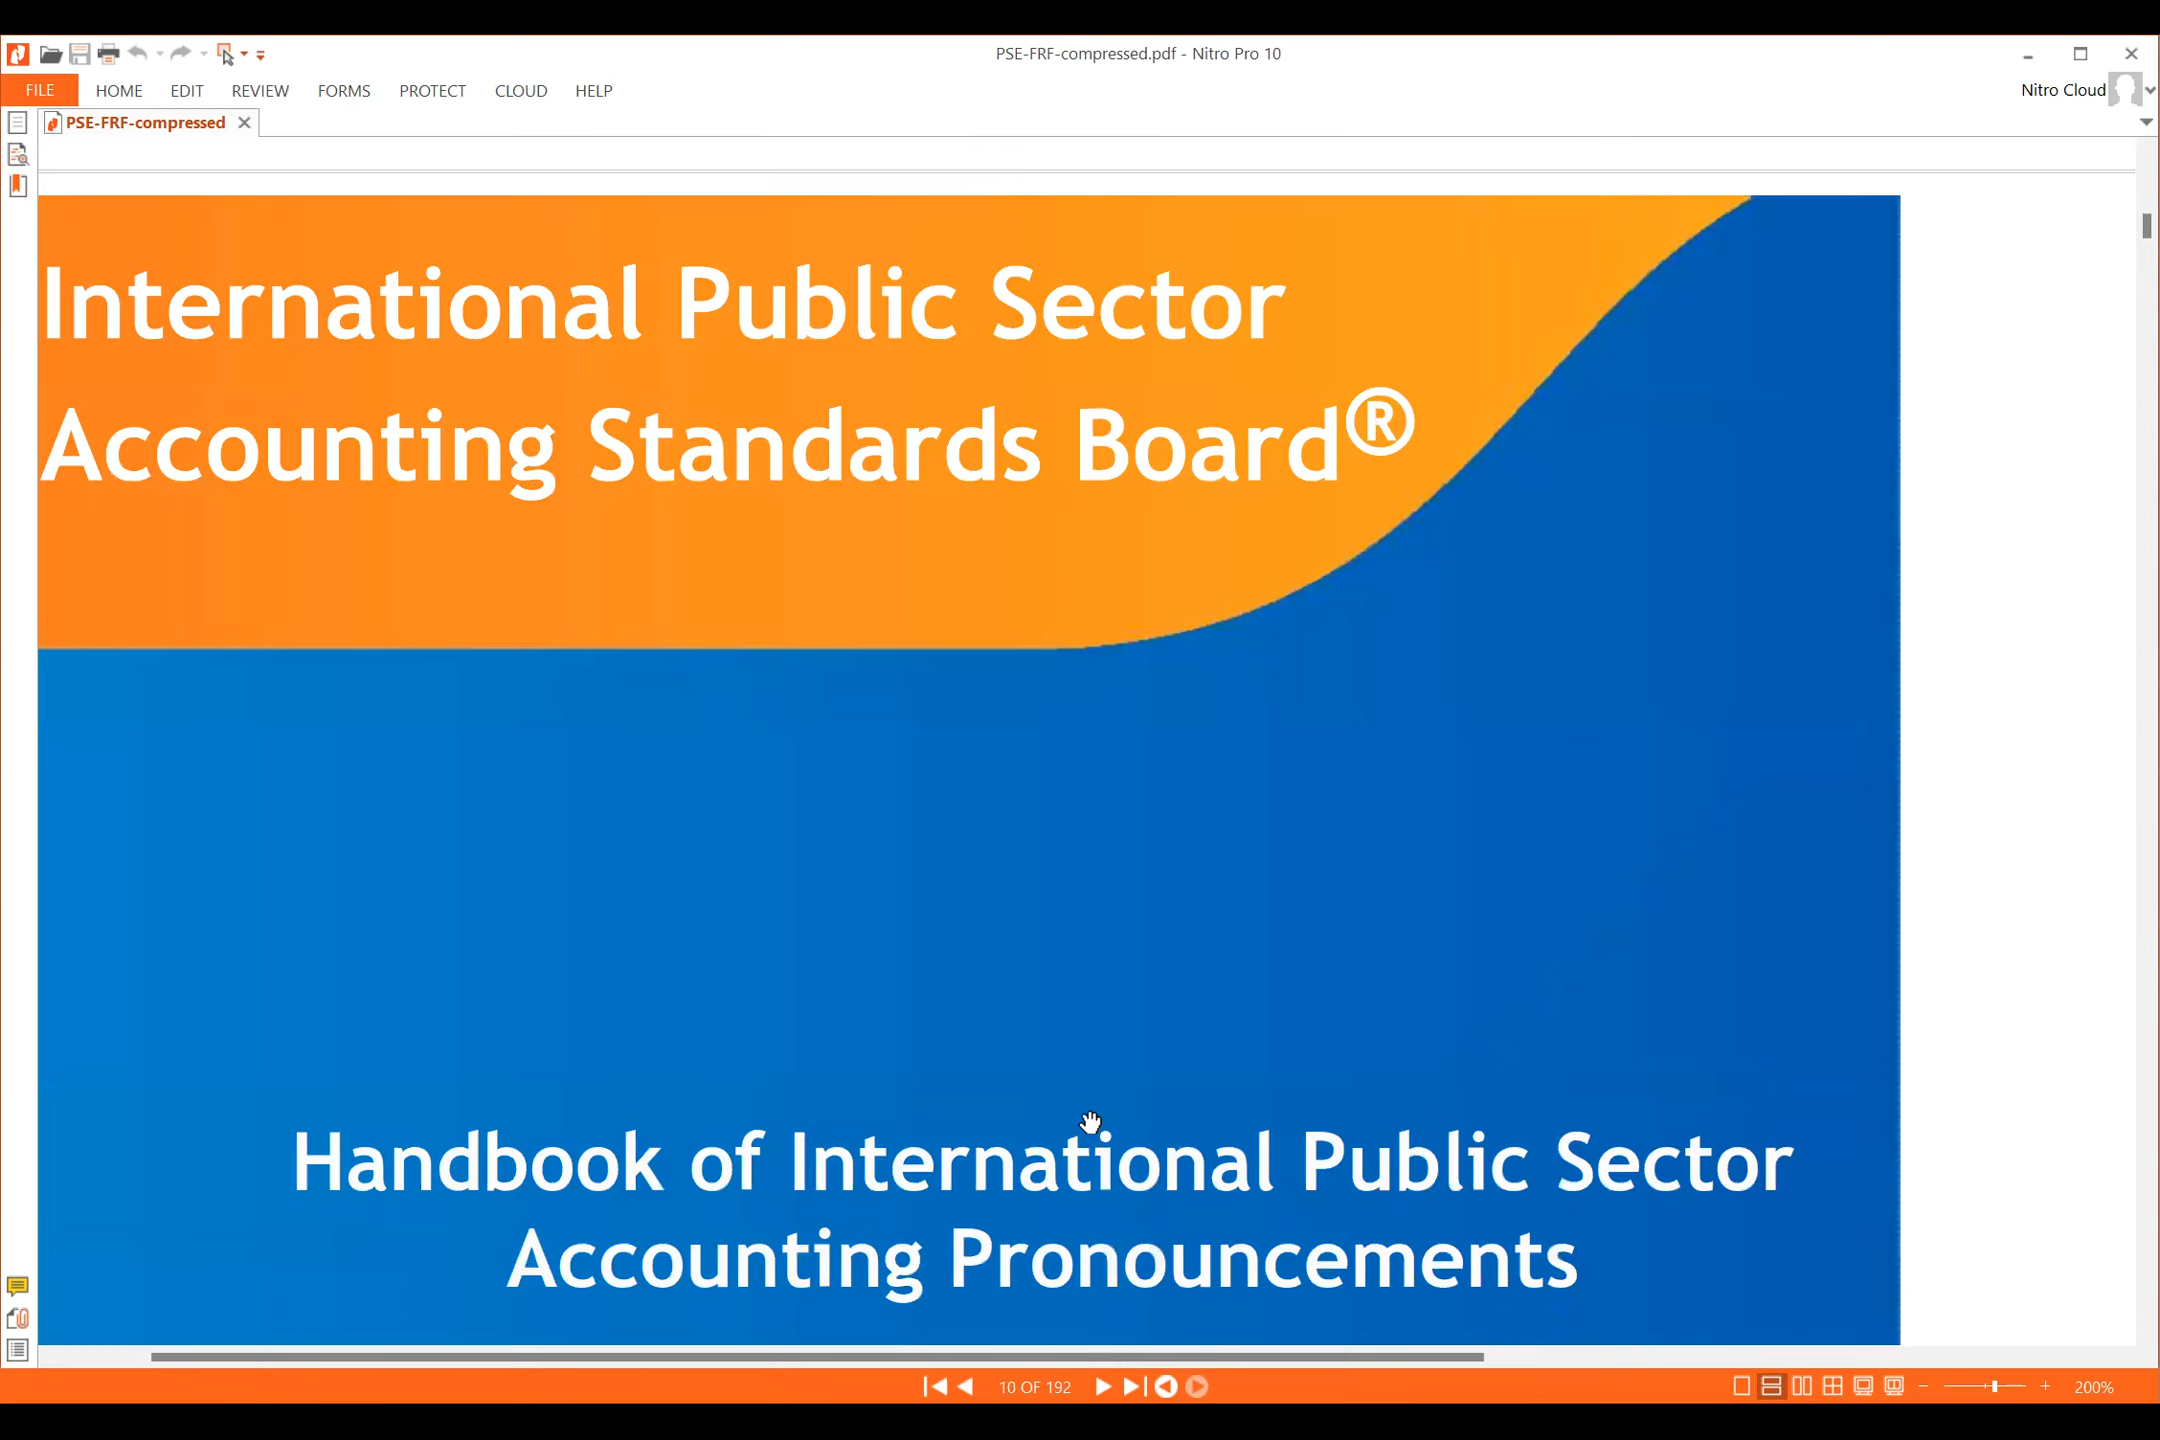 PSE-FRF-compressed.pdf - Nitro Pro 10
FILE HOME EDIT REVIEW FORMS PROTECT CLOUD HELP
Nitro Cloud
PSE-FRF-compressed
International Public Sector
Accounting Standards Board®
Handbook of International Public Sector
Accounting Pronouncements
10 OF 192
200%